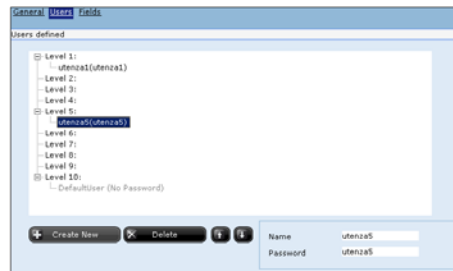 General Users Fields
Users defined
Level 1:
utenza1(utenza1)
Level 2:
Level 3:
Level 4:
Level 5:
utenza5(utenza5)
Level 6:
Level 7:
Level 8:
Level 9:
Level 10:
DefaultUser (No Password)
Create New Delete
Name utenza5
Password utenza5